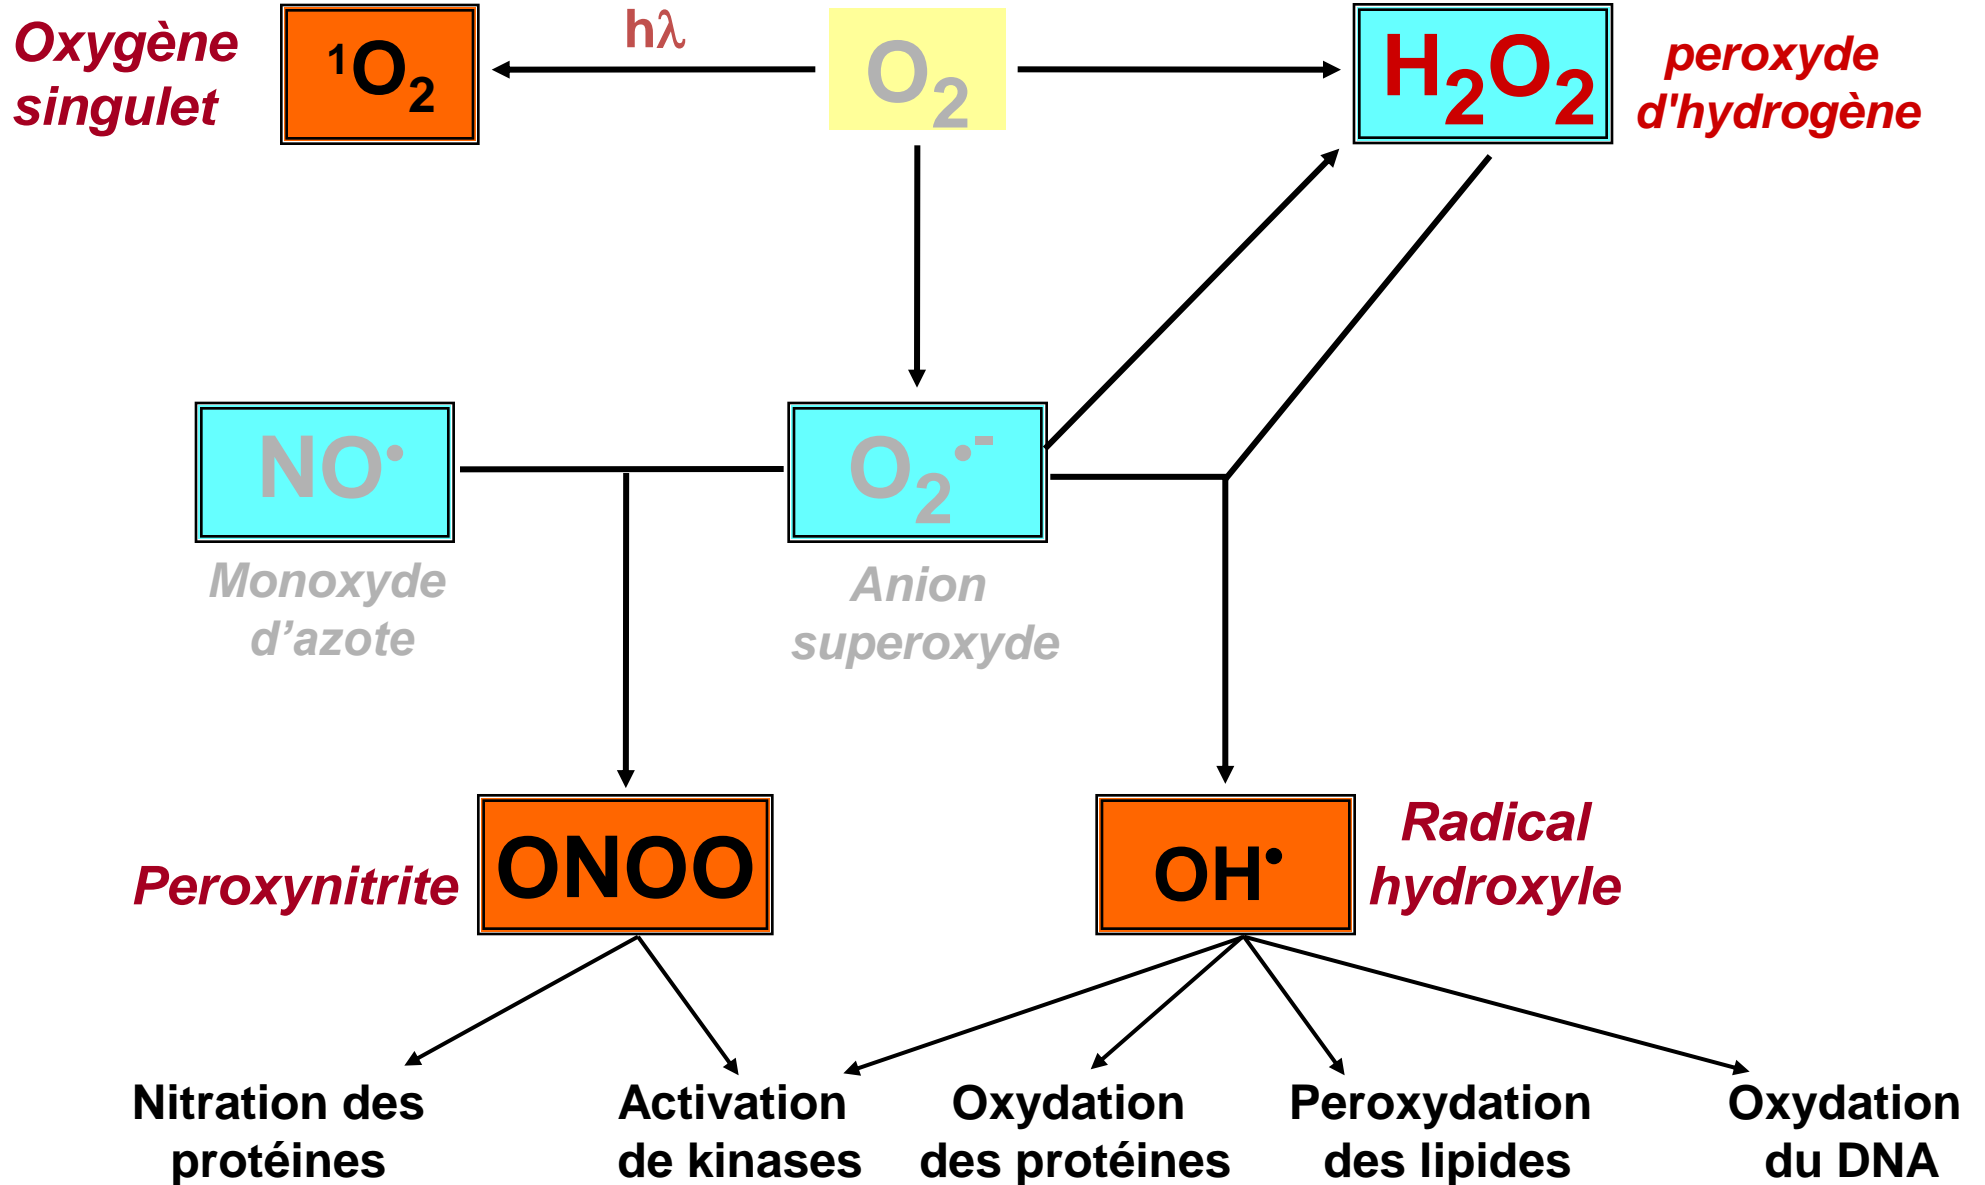 Oxygène
singulet
¹O₂
hλ
O₂
H₂O₂
peroxyde
d'hydrogène
NO•
O₂•-
Monoxyde
d’azote
Anion
superoxyde
Peroxynitrite
ONOO
OH•
Radical
hydroxyle
Nitration des
protéines
Activation
de kinases
Oxydation
des protéines
Peroxydation
des lipides
Oxydation
du DNA